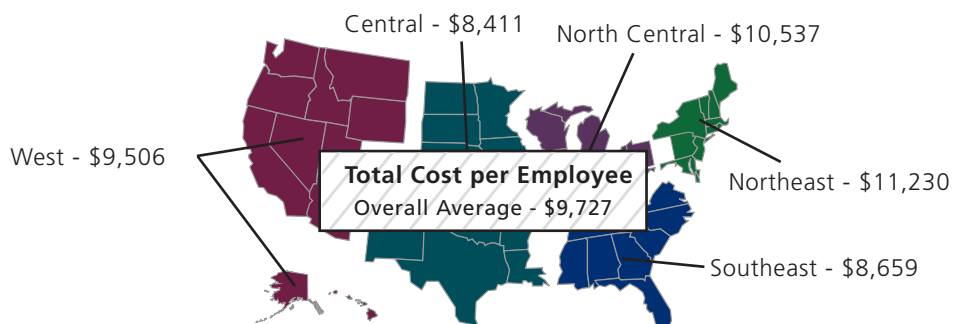 Central - $8,411
North Central - $10,537
West - $9,506
Total Cost per Employee
Overall Average - $9,727
Northeast - $11,230
Southeast - $8,659